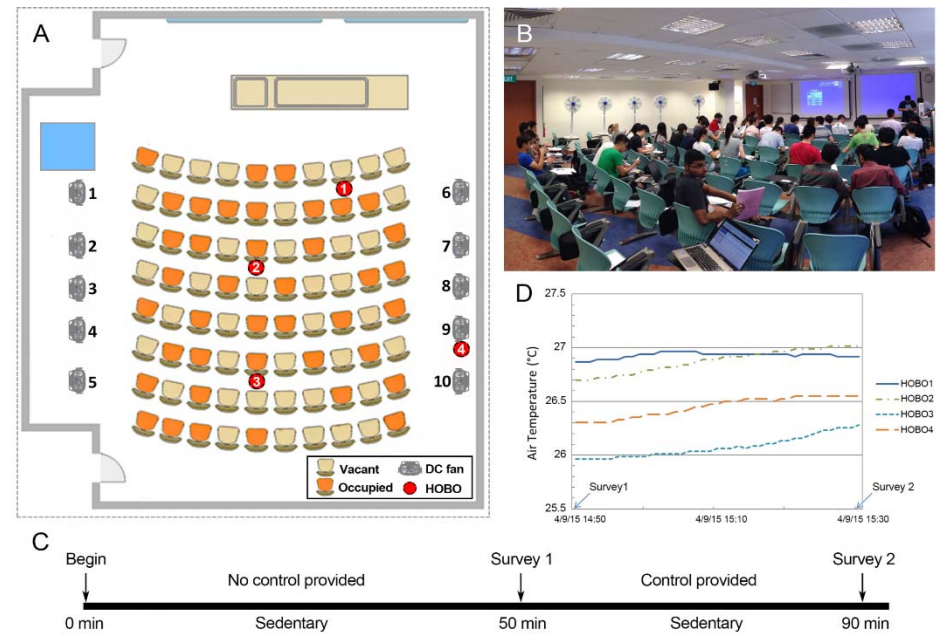 A
1
2
3
4
5
6
7
8
9
10
1
2
3
4
Vacant
Occupied
DC fan
HOBO
B
EXIT
D
27.5
27
26.5
26
25.5
Air Temperature (°C)
HOBO1
HOBO2
HOBO3
HOBO4
Survey1
Survey 2
4/9/15 14:50
4/9/15 15:10
4/9/15 15:30
C
Begin
No control provided
Survey 1
Control provided
Survey 2
0 min
Sedentary
50 min
Sedentary
90 min